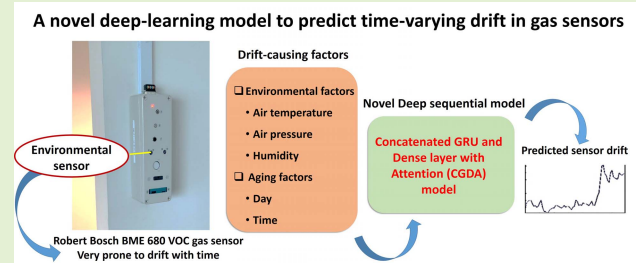 A novel deep-learning model to predict time-varying drift in gas sensors
Drift-causing factors
❑ Environmental factors
• Air temperature
• Air pressure
• Humidity
❑ Aging factors
• Day
• Time
Novel Deep sequential model
Concatenated GRU and
Dense layer with
Attention (CGDA)
model
Predicted sensor drift
Environmental
sensor
Robert Bosch BME 680 VOC gas sensor
Very prone to drift with time